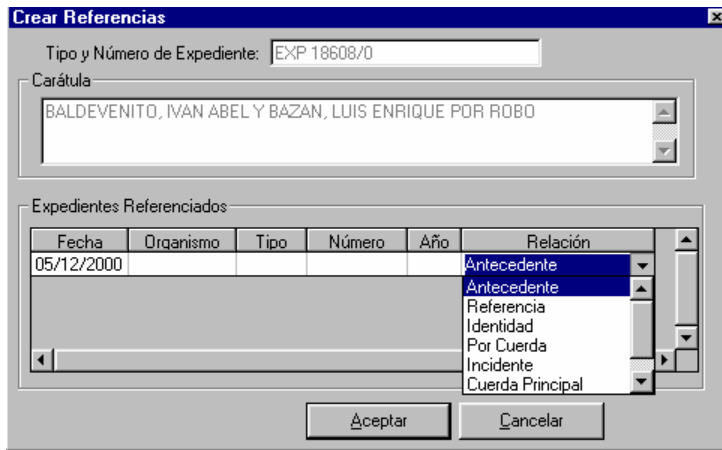 Crear Referencias
Tipo y Número de Expediente: EXP 18608/0
Carátula
BALDEVENITO, IVAN ABEL Y BAZAN, LUIS ENRIQUE POR ROBO
Expedientes Referenciados
Fecha Organismo Tipo Número Año Relación
05/12/2000 Antecedente
Antecedente
Referencia
Identidad
Por Cuerda
Incidente
Cuerda Principal
Aceptar Cancelar